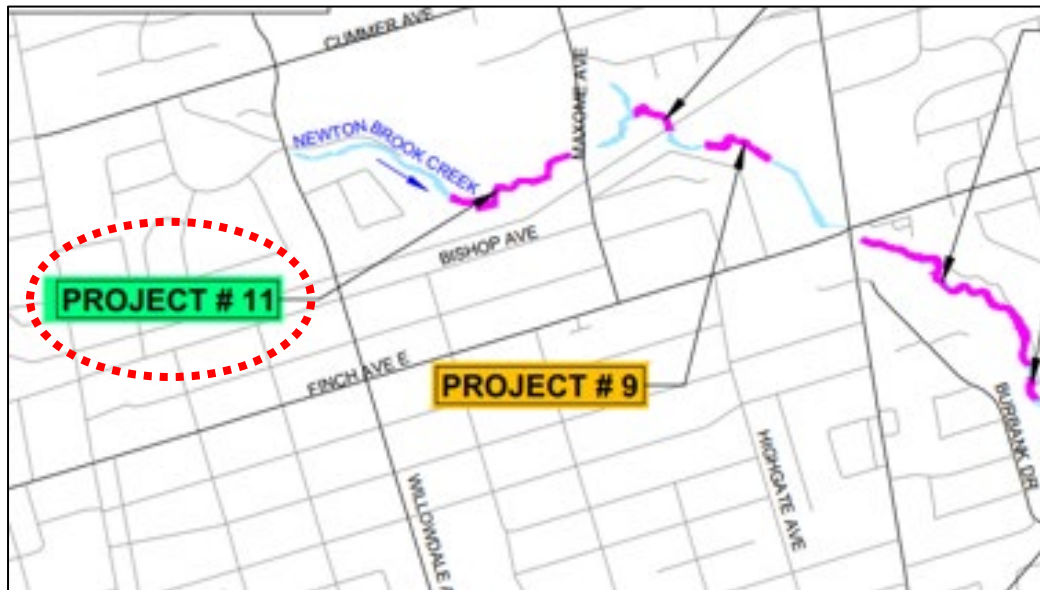 CUMMER AVE
MAXOME AVE
NEWTON BROOK CREEK
BISHOP AVE
PROJECT # 11
FINCH AVE E
PROJECT # 9
BURBANK DR
HIGHGATE AVE
WILLOWDALE A